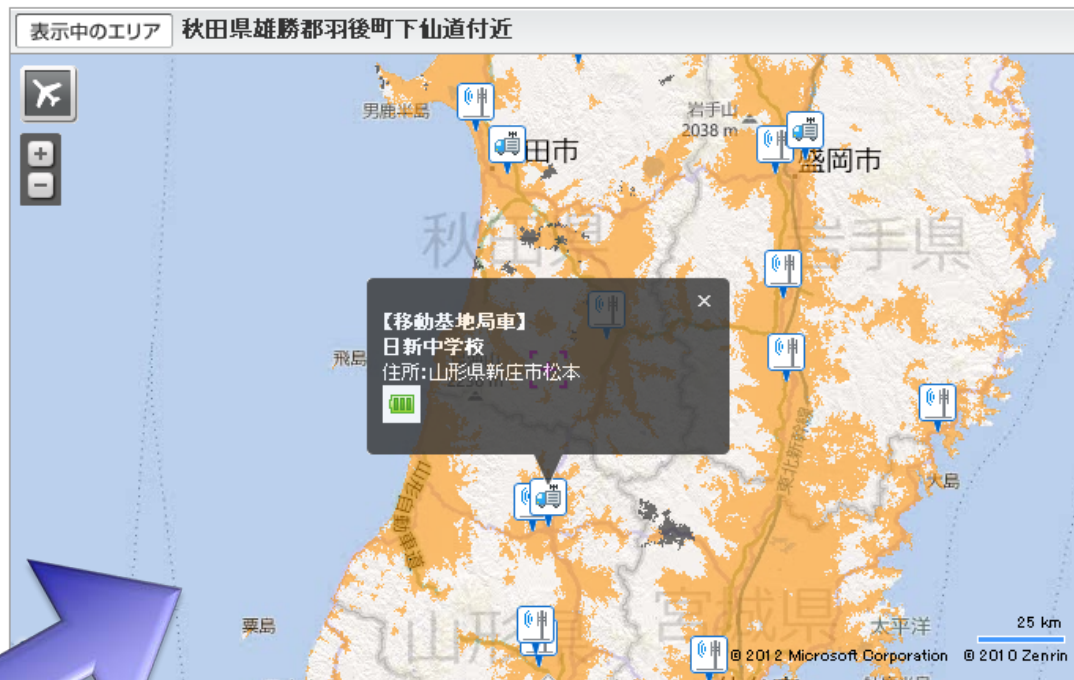 表示中のエリア 秋田県雄勝郡羽後町下仙道付近
男鹿半島
岩手山
2038 m
田市
盛岡市
秋田県
岩手県
【移動基地局車】
日新中学校
住所:山形県新庄市松本
飛島
東北新幹線
大島
山形自動車道
粟島
山形県
宮城県
太平洋
25 km
© 2012 Microsoft Corporation © 2010 Zenrin